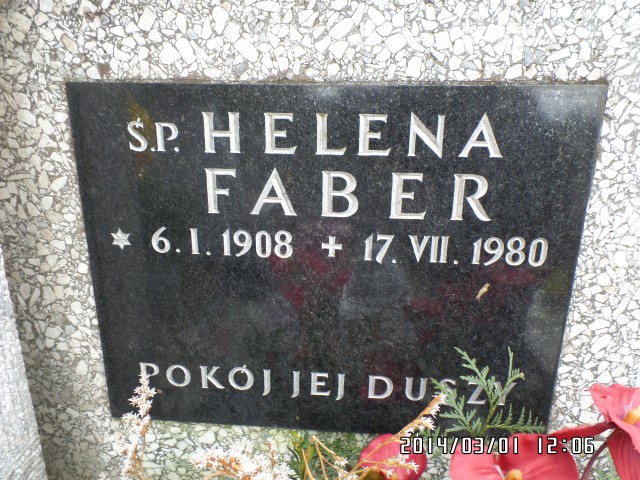 Ś.P. HELENA
FABER
* 6. I. 1908 + 17. VII. 1980
POKÓJ JEJ DUSZY
2014/03/01 12:06